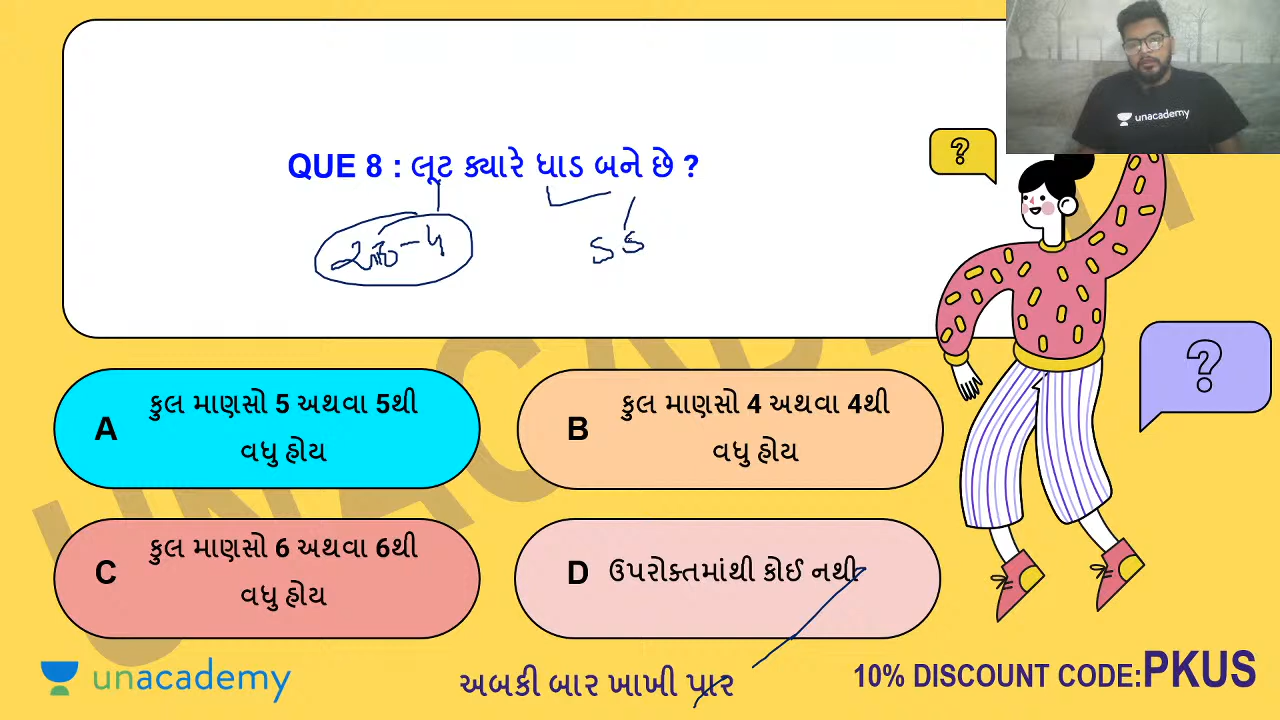 unacademy
?
QUE 8 : લૂટ ક્યારે ધાડ બને છે ?
?
A કુલ માણસો 5 અથવા 5થી
વધુ હોય
B કુલ માણસો 4 અથવા 4થી
વધુ હોય
C કુલ માણસો 6 અથવા 6થી
વધુ હોય
D ઉપરોક્તમાંથી કોઈ નથી
unacademy
અબકી બાર ખાખી પાર
10% DISCOUNT CODE:PKUS
UNACADEMY